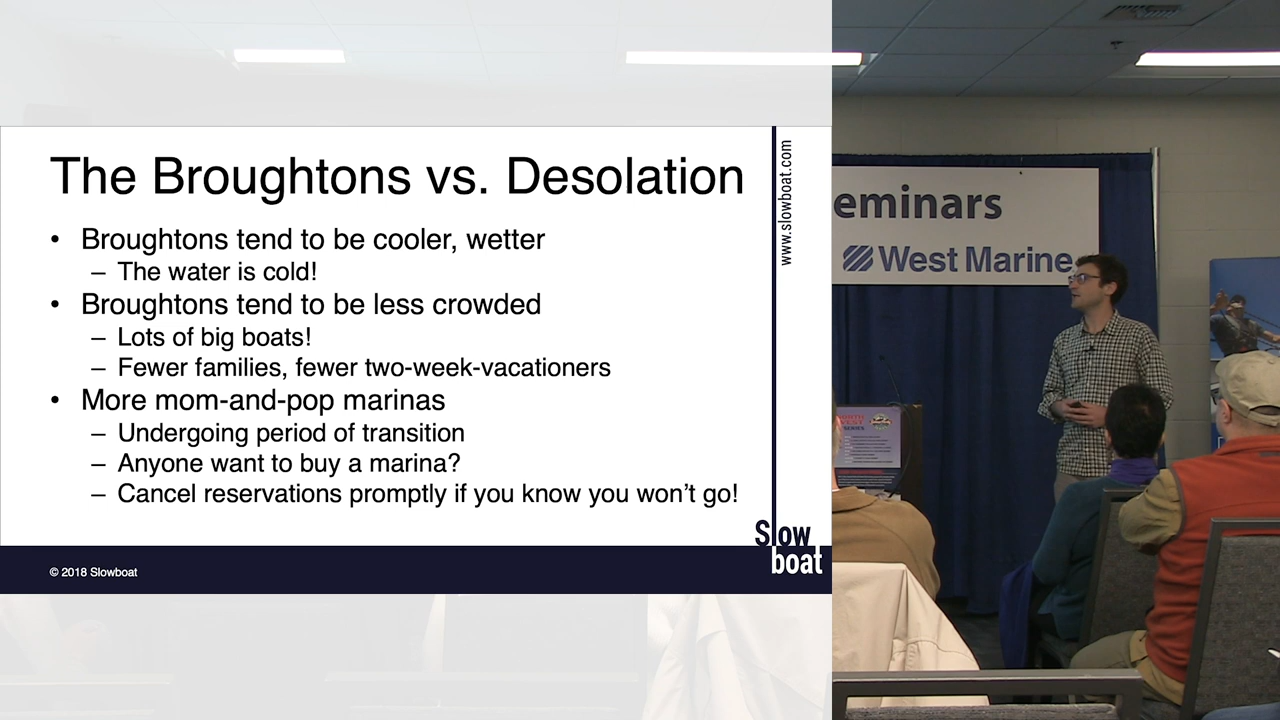 The Broughtons vs. Desolation
• Broughtons tend to be cooler, wetter
– The water is cold!
• Broughtons tend to be less crowded
– Lots of big boats!
– Fewer families, fewer two-week-vacationers
• More mom-and-pop marinas
– Undergoing period of transition
– Anyone want to buy a marina?
– Cancel reservations promptly if you know you won't go!
www.slowboat.com
Slow
boat
© 2018 Slowboat
eminars
West Marine